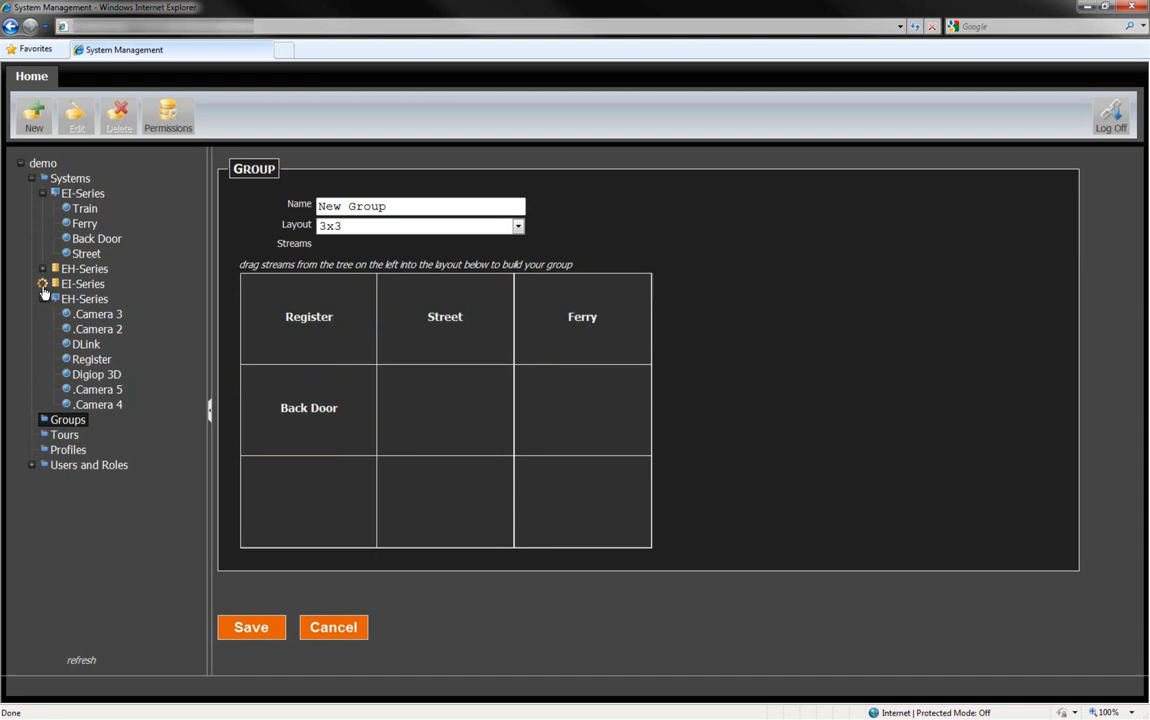 System Management - Windows Internet Explorer
Google
Favorites
System Management
Home
New
Edit
Delete
Permissions
Log Off
demo
Systems
EI-Series
Train
Ferry
Back Door
Street
EH-Series
EI-Series
EH-Series
.Camera 3
.Camera 2
DLink
Register
Digiop 3D
.Camera 5
.Camera 4
Groups
Tours
Profiles
Users and Roles
refresh
GROUP
Name New Group
Layout 3x3
Streams
drag streams from the tree on the left into the layout below to build your group
Register Street Ferry
Back Door
Save Cancel
Done
Internet | Protected Mode: Off
100%